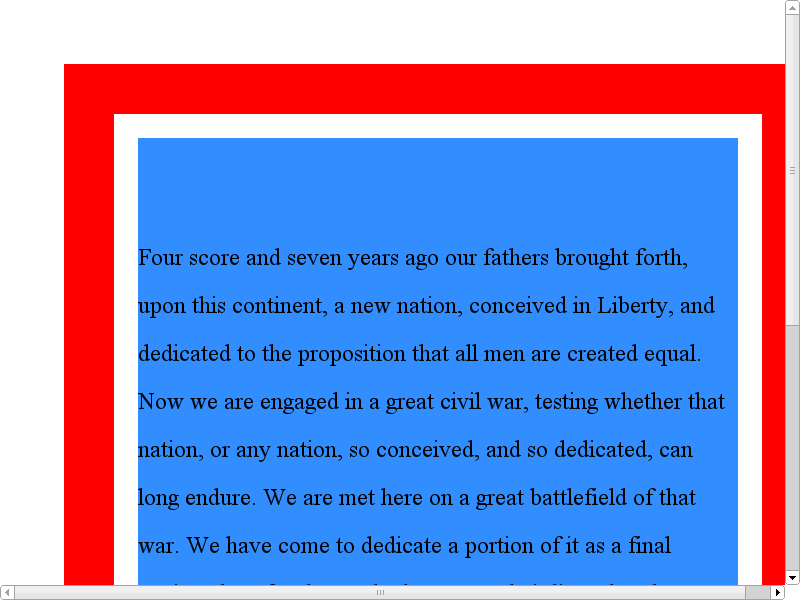 Four score and seven years ago our fathers brought forth,
upon this continent, a new nation, conceived in Liberty, and
dedicated to the proposition that all men are created equal.
Now we are engaged in a great civil war, testing whether that
nation, or any nation, so conceived, and so dedicated, can
long endure. We are met here on a great battlefield of that
war. We have come to dedicate a portion of it as a final